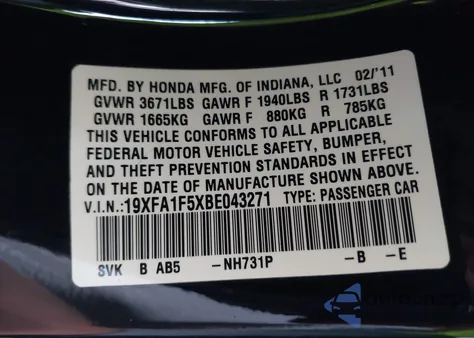 MFD. BY HONDA MFG. OF INDIANA, LLC 02/'11
GVWR 3671LBS GAWR F 1940LBS R 1731LBS
GVWR 1665KG GAWR F 880KG R 785KG
THIS VEHICLE CONFORMS TO ALL APPLICABLE
FEDERAL MOTOR VEHICLE SAFETY, BUMPER,
AND THEFT PREVENTION STANDARDS IN EFFECT
ON THE DATE OF MANUFACTURE SHOWN ABOVE.
V.I.N.:19XFA1F5XBE043271 TYPE: PASSENGER CAR
SVK B AB5 -NH731P -B -E